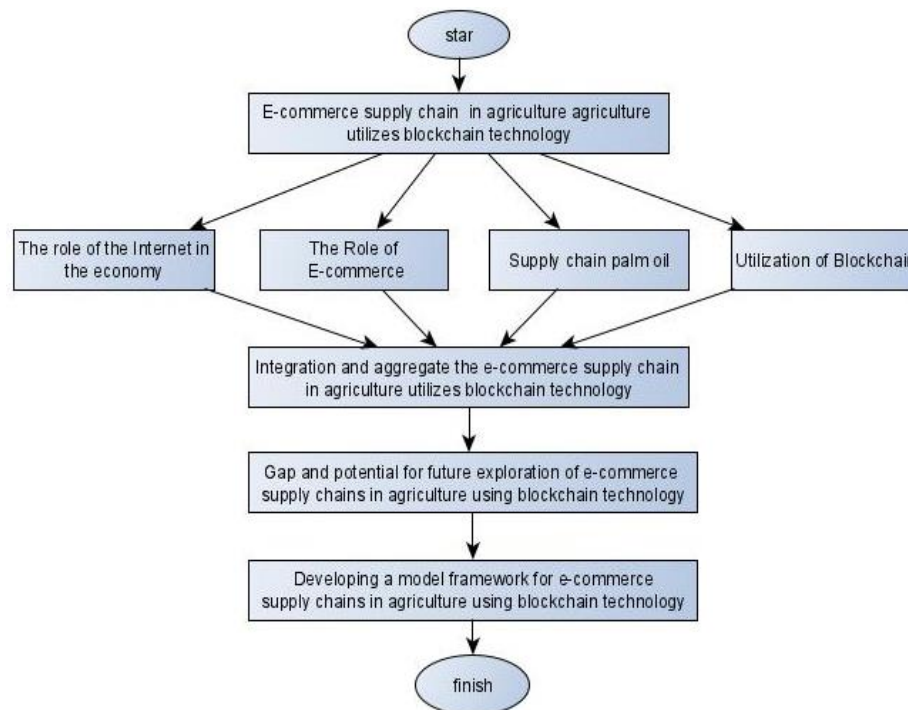 star
E-commerce supply chain in agriculture agriculture
utilizes blockchain technology
The role of the Internet in
the economy
The Role of
E-commerce
Supply chain palm oil
Utilization of Blockchain
Integration and aggregate the e-commerce supply chain
in agriculture utilizes blockchain technology
Gap and potential for future exploration of e-commerce
supply chains in agriculture using blockchain technology
Developing a model framework for e-commerce
supply chains in agriculture using blockchain technology
finish